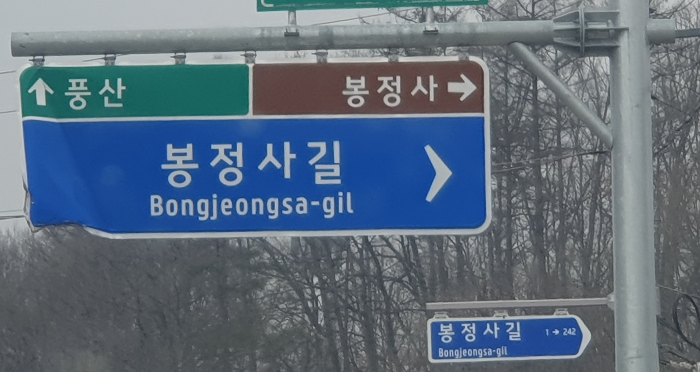 ↑ 풍산
봉정사 →
봉정사길
Bongjeongsa-gil
봉정사길 1 → 242
Bongjeongsa-gil